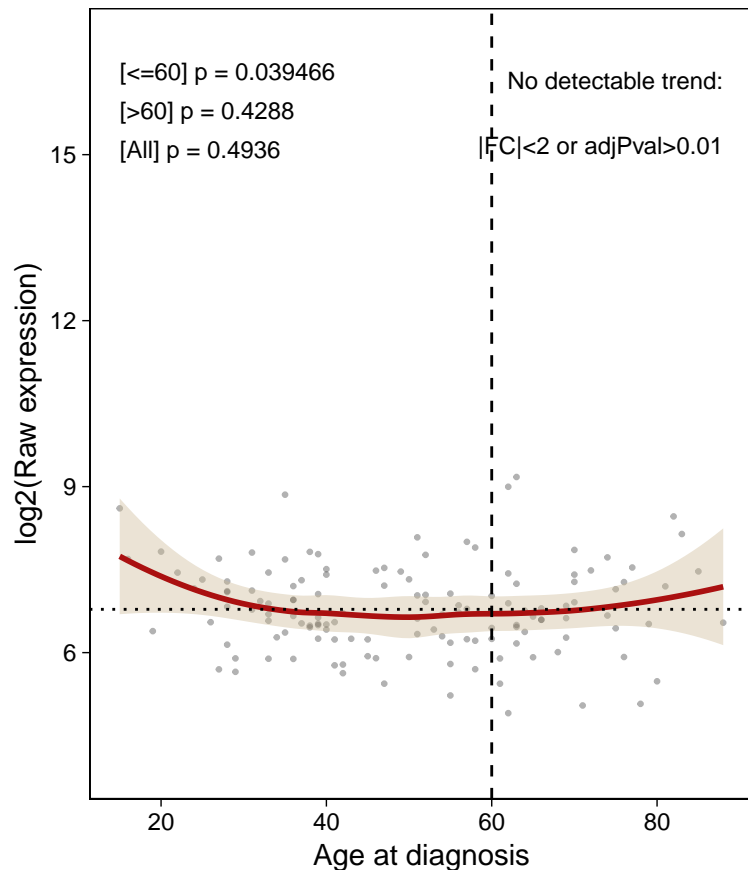 [<=60] p = 0.039466
[>60] p = 0.4288
[All] p = 0.4936
No detectable trend:
|FC|<2 or adjPval>0.01
log2(Raw expression)
15
12
9
6
20 40 60 80
Age at diagnosis